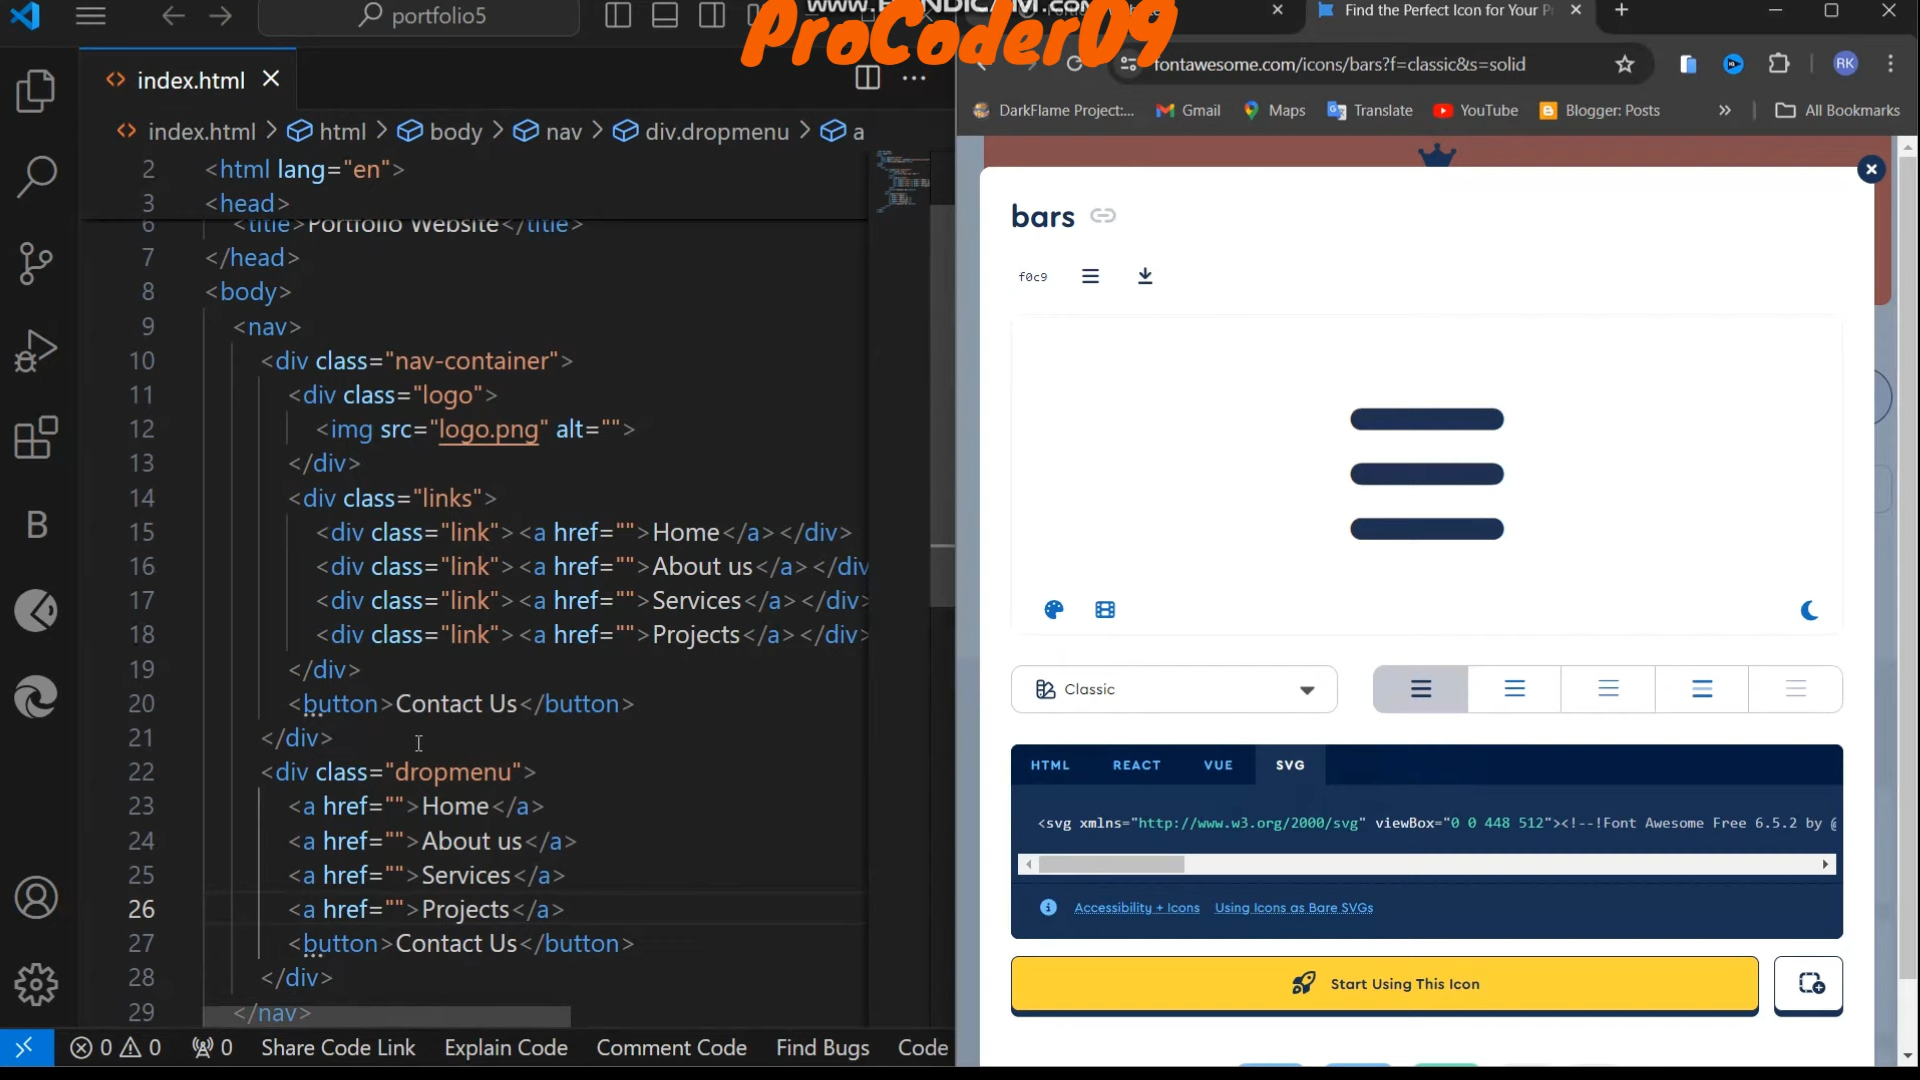 www.BANDICAM.com
ProCoder09
portfolio5
Find the Perfect Icon for Your P
index.html
fontawesome.com/icons/bars?f=classic&s=solid
RK
DarkFlame Project:...
Gmail
Maps
Translate
YouTube
Blogger: Posts
»
All Bookmarks
index.html > html > body > nav > div.dropmenu > a
2 <html lang="en">
3 <head>
6 <title>Portfolio Website</title>
7 </head>
8 <body>
9 <nav>
10 <div class="nav-container">
11 <div class="logo">
12 <img src="logo.png" alt="">
13 </div>
14 <div class="links">
15 <div class="link"><a href="">Home</a></div>
16 <div class="link"><a href="">About us</a></div
17 <div class="link"><a href="">Services</a></div>
18 <div class="link"><a href="">Projects</a></div>
19 </div>
20 <button>Contact Us</button>
21 </div>
22 <div class="dropmenu">
23 <a href="">Home</a>
24 <a href="">About us</a>
25 <a href="">Services</a>
26 <a href="">Projects</a>
27 <button>Contact Us</button>
28 </div>
29 </nav>
B
0 0
0
Share Code Link
Explain Code
Comment Code
Find Bugs
Code
bars
f0c9
Classic
HTML REACT VUE SVG
<svg xmlns="http://www.w3.org/2000/svg" viewBox="0 0 448 512"><!--!Font Awesome Free 6.5.2 by @
Accessibility + Icons
Using Icons as Bare SVGs
Start Using This Icon